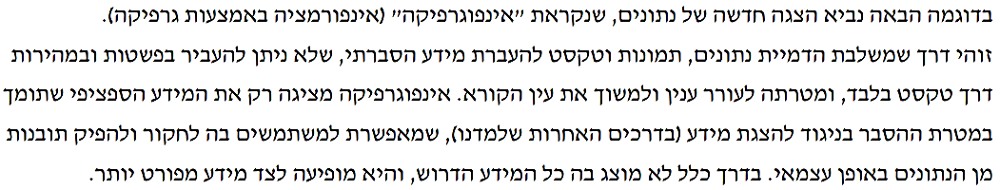 בדוגמה הבאה נביא הצגה חדשה של נתונים, שנקראת "אינפוגרפיקה" (אינפורמציה באמצעות גרפיקה).
זוהי דרך שמשלבת הדמיית נתונים, תמונות וטקסט להעברת מידע הסברתי, שלא ניתן להעביר בפשטות ובמהירות
דרך טקסט בלבד, ומטרתה לעורר ענין ולמשוך את עין הקורא. אינפוגרפיקה מציגה רק את המידע הספציפי שתומך
במטרת ההסבר בניגוד להצגת מידע (בדרכים האחרות שלמדנו), שמאפשרת למשתמשים בה לחקור ולהפיק תובנות
מן הנתונים באופן עצמאי. בדרך כלל לא מוצג בה כל המידע הדרוש, והיא מופיעה לצד מידע מפורט יותר.